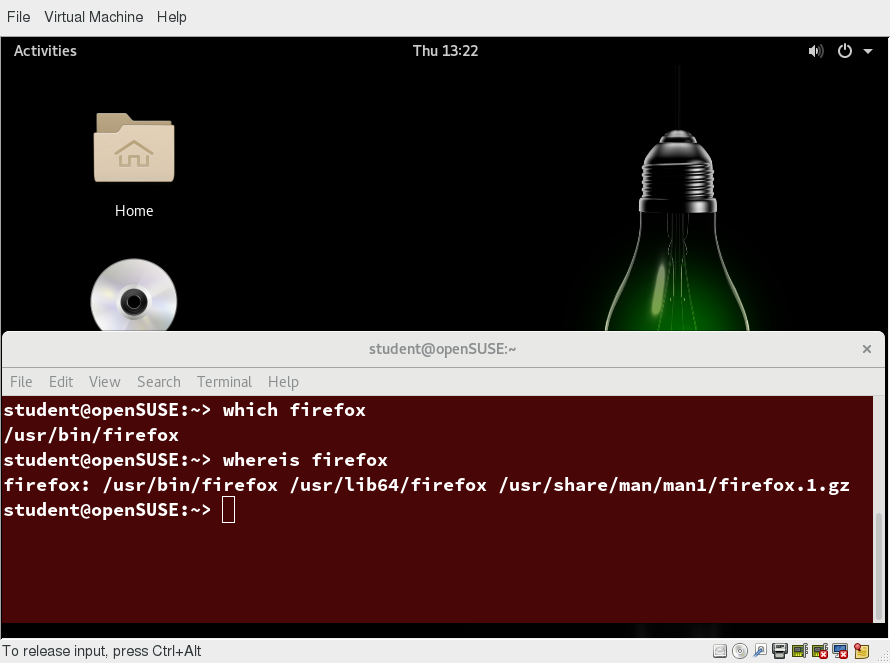 File Virtual Machine Help
Activities Thu 13:22
Home
student@openSUSE:~
File Edit View Search Terminal Help
student@openSUSE:~> which firefox
/usr/bin/firefox
student@openSUSE:~> whereis firefox
firefox: /usr/bin/firefox /usr/lib64/firefox /usr/share/man/man1/firefox.1.gz
student@openSUSE:~>
To release input, press Ctrl+Alt